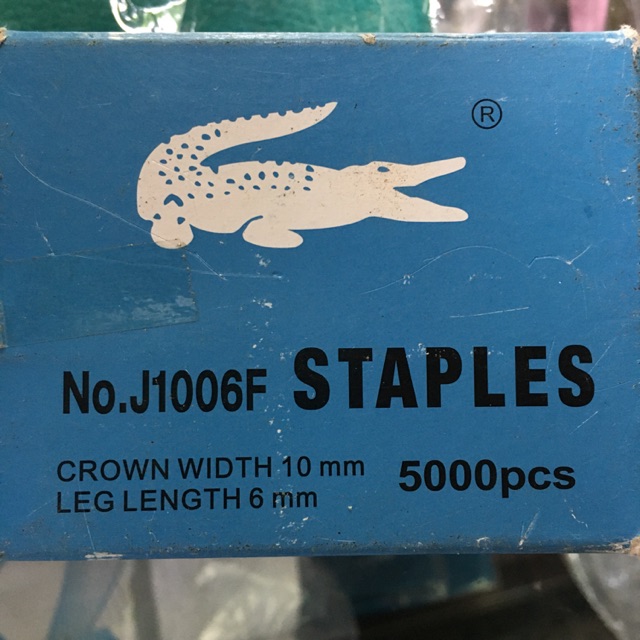 ®
No.J1006F STAPLES
CROWN WIDTH 10 mm 5000pcs
LEG LENGTH 6 mm